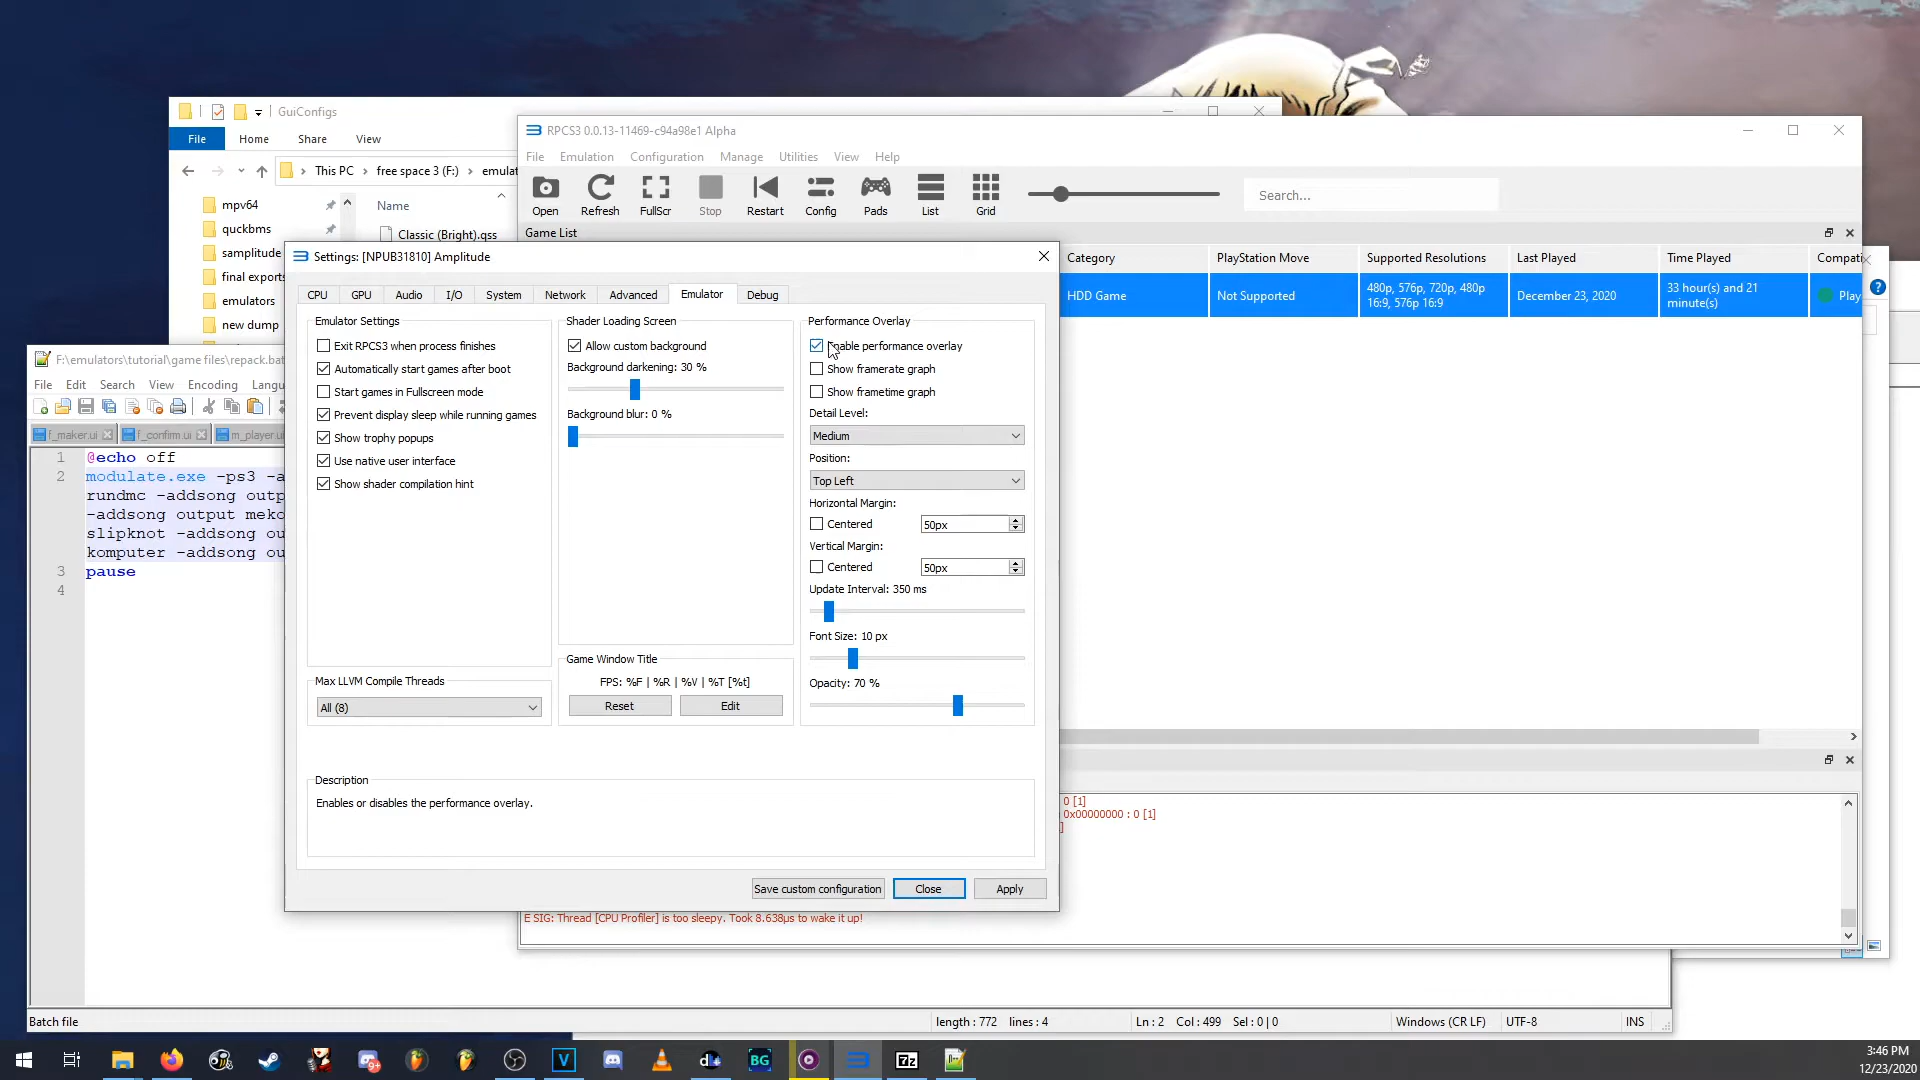 GuiConfigs
File Home Share View
This PC > free space 3 (F:) >
mpv64
quckbms
samplitude
final exports
emulators
new dump
Name
Classic (Bright).qss
RPCS3 0.0.13-11469-c94a98e1 Alpha
File Emulation Configuration Manage Utilities View Help
Open Refresh FullScr Stop Restart Config Pads List Grid
Search...
Game List
Category PlayStation Move Supported Resolutions Last Played Time Played
HDD Game Not Supported 480p, 576p, 720p, 480p 16:9, 576p 16:9 December 23, 2020 33 hour(s) and 21 minute(s) Play
Settings: [NPUB31810] Amplitude
CPU GPU Audio I/O System Network Advanced Emulator Debug
Emulator Settings
Exit RPCS3 when process finishes
Automatically start games after boot
Start games in Fullscreen mode
Prevent display sleep while running games
Show trophy popups
Use native user interface
Show shader compilation hint
Max LLVM Compile Threads
All (8)
Shader Loading Screen
Allow custom background
Background darkening: 30 %
Background blur: 0 %
Game Window Title
FPS: %F | %R | %V | %T [%t]
Reset Edit
Performance Overlay
Enable performance overlay
Show framerate graph
Show frametime graph
Detail Level:
Medium
Position:
Top Left
Horizontal Margin:
Centered 50px
Vertical Margin:
Centered 50px
Update Interval: 350 ms
Font Size: 10 px
Opacity: 70 %
Description
Enables or disables the performance overlay.
Save custom configuration Close Apply
0 [1]
0x00000000 : 0 [1]
]
E SIG: Thread [CPU Profiler] is too sleepy. Took 8.638µs to wake it up!
F:\emulators\tutorial\game files\repack.bat
File Edit Search View Encoding
f_maker.ui f_confirm.ui
1 @echo off
2 modulate.exe -ps3
rundmc -addsong
-addsong output
slipknot -addsong
komputer -addsong
3 pause
4
Batch file length : 772 lines : 4 Ln : 2 Col : 499 Sel : 0 | 0 Windows (CR LF) UTF-8 INS
V BG 7z
3:46 PM
12/23/2020